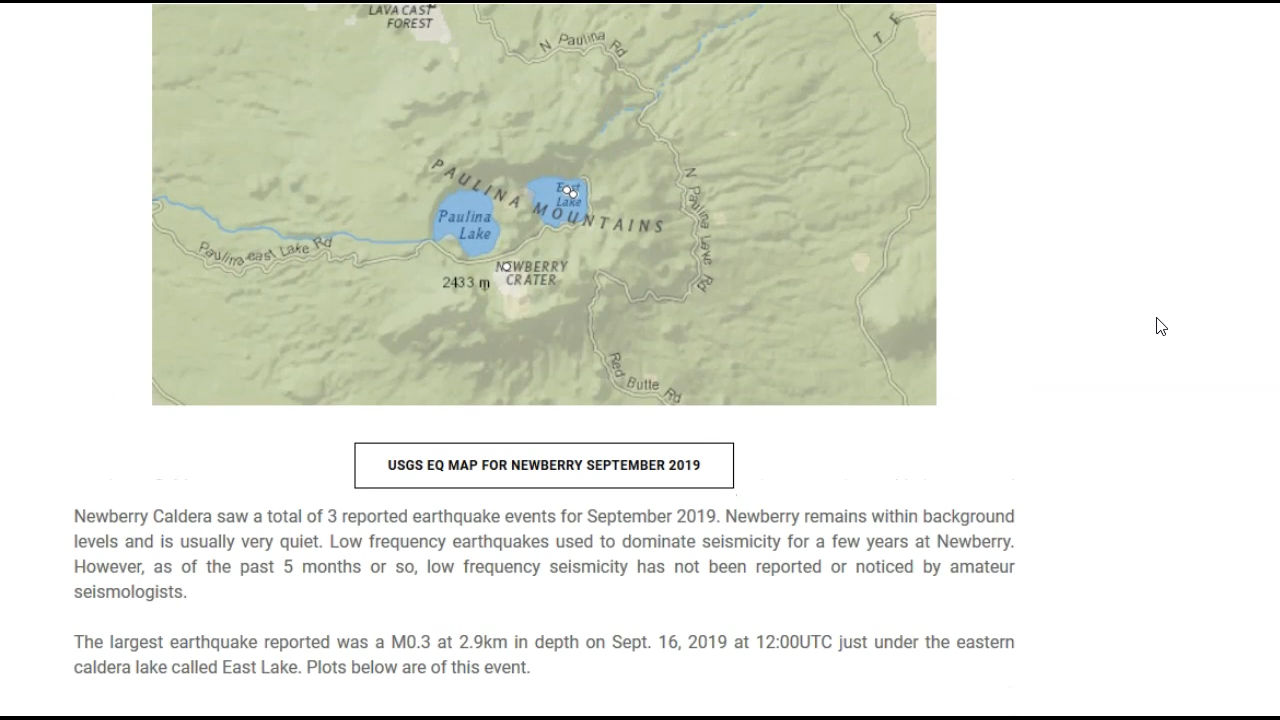 LAVA CAST
FOREST
N Paulina Rd
T E
PAULINA MOUNTAINS
East
Lake
Paulina
Lake
N Paulina Lake Rd
Paulina-east Lake Rd
NEWBERRY
CRATER
2433 m
Red Butte Rd
USGS EQ MAP FOR NEWBERRY SEPTEMBER 2019
Newberry Caldera saw a total of 3 reported earthquake events for September 2019. Newberry remains within background
levels and is usually very quiet. Low frequency earthquakes used to dominate seismicity for a few years at Newberry.
However, as of the past 5 months or so, low frequency seismicity has not been reported or noticed by amateur
seismologists.
The largest earthquake reported was a M0.3 at 2.9km in depth on Sept. 16, 2019 at 12:00UTC just under the eastern
caldera lake called East Lake. Plots below are of this event.